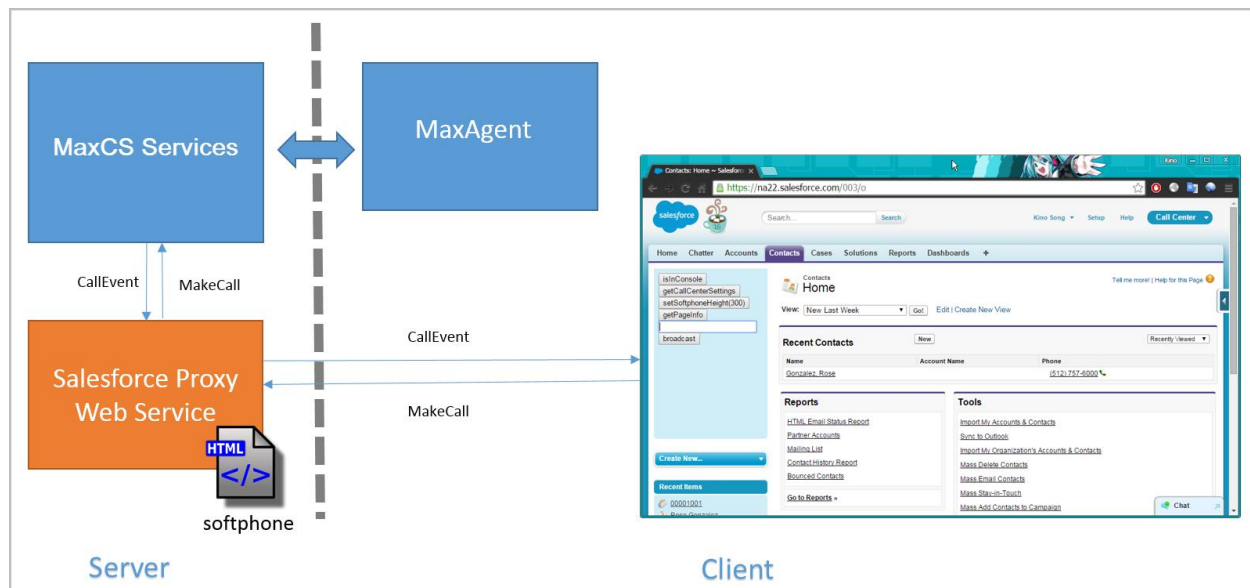 MaxCS Services
MaxAgent
CallEvent
MakeCall
Salesforce Proxy
Web Service
HTML
</>
softphone
CallEvent
MakeCall
Server
Client
Contacts: Home ~ Salesforc
Kino
https://na22.salesforce.com/003/o
salesforce
Search...
Search
Kino Song
Setup
Help
Call Center
Home
Chatter
Accounts
Contacts
Cases
Solutions
Reports
Dashboards
+
isInConsole
getCallCenterSettings
setSoftphoneHeight(300)
getPageInfo
broadcast
Contacts
Home
Tell me more! | Help for this Page
View:
New Last Week
Go!
Edit | Create New View
Recent Contacts
New
Recently Viewed
Name
Account Name
Phone
Gonzalez, Rose
(512) 757-6000
Reports
HTML Email Status Report
Partner Accounts
Mailing List
Contact History Report
Bounced Contacts
Go to Reports »
Tools
Import My Accounts & Contacts
Sync to Outlook
Import My Organization's Accounts & Contacts
Mass Delete Contacts
Mass Email Contacts
Mass Stay-in-Touch
Mass Add Contacts to Campaign
Create New...
Recent Items
00001001
Rose Gonzalez
Chat